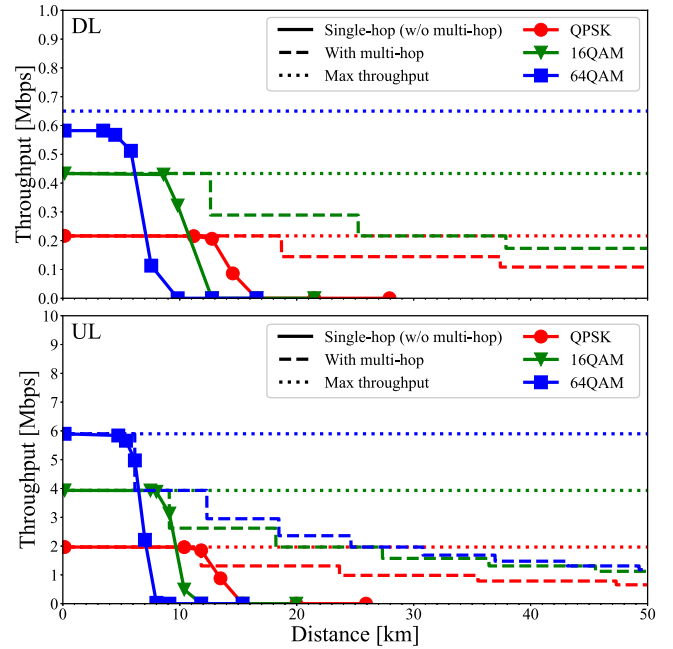 DL
Single-hop (w/o multi-hop) QPSK
With multi-hop 16QAM
Max throughput 64QAM
Throughput [Mbps]
1.0
0.9
0.8
0.7
0.6
0.5
0.4
0.3
0.2
0.1
0.0
UL
Single-hop (w/o multi-hop) QPSK
With multi-hop 16QAM
Max throughput 64QAM
Throughput [Mbps]
10
9
8
7
6
5
4
3
2
1
0
0 10 20 30 40 50
Distance [km]